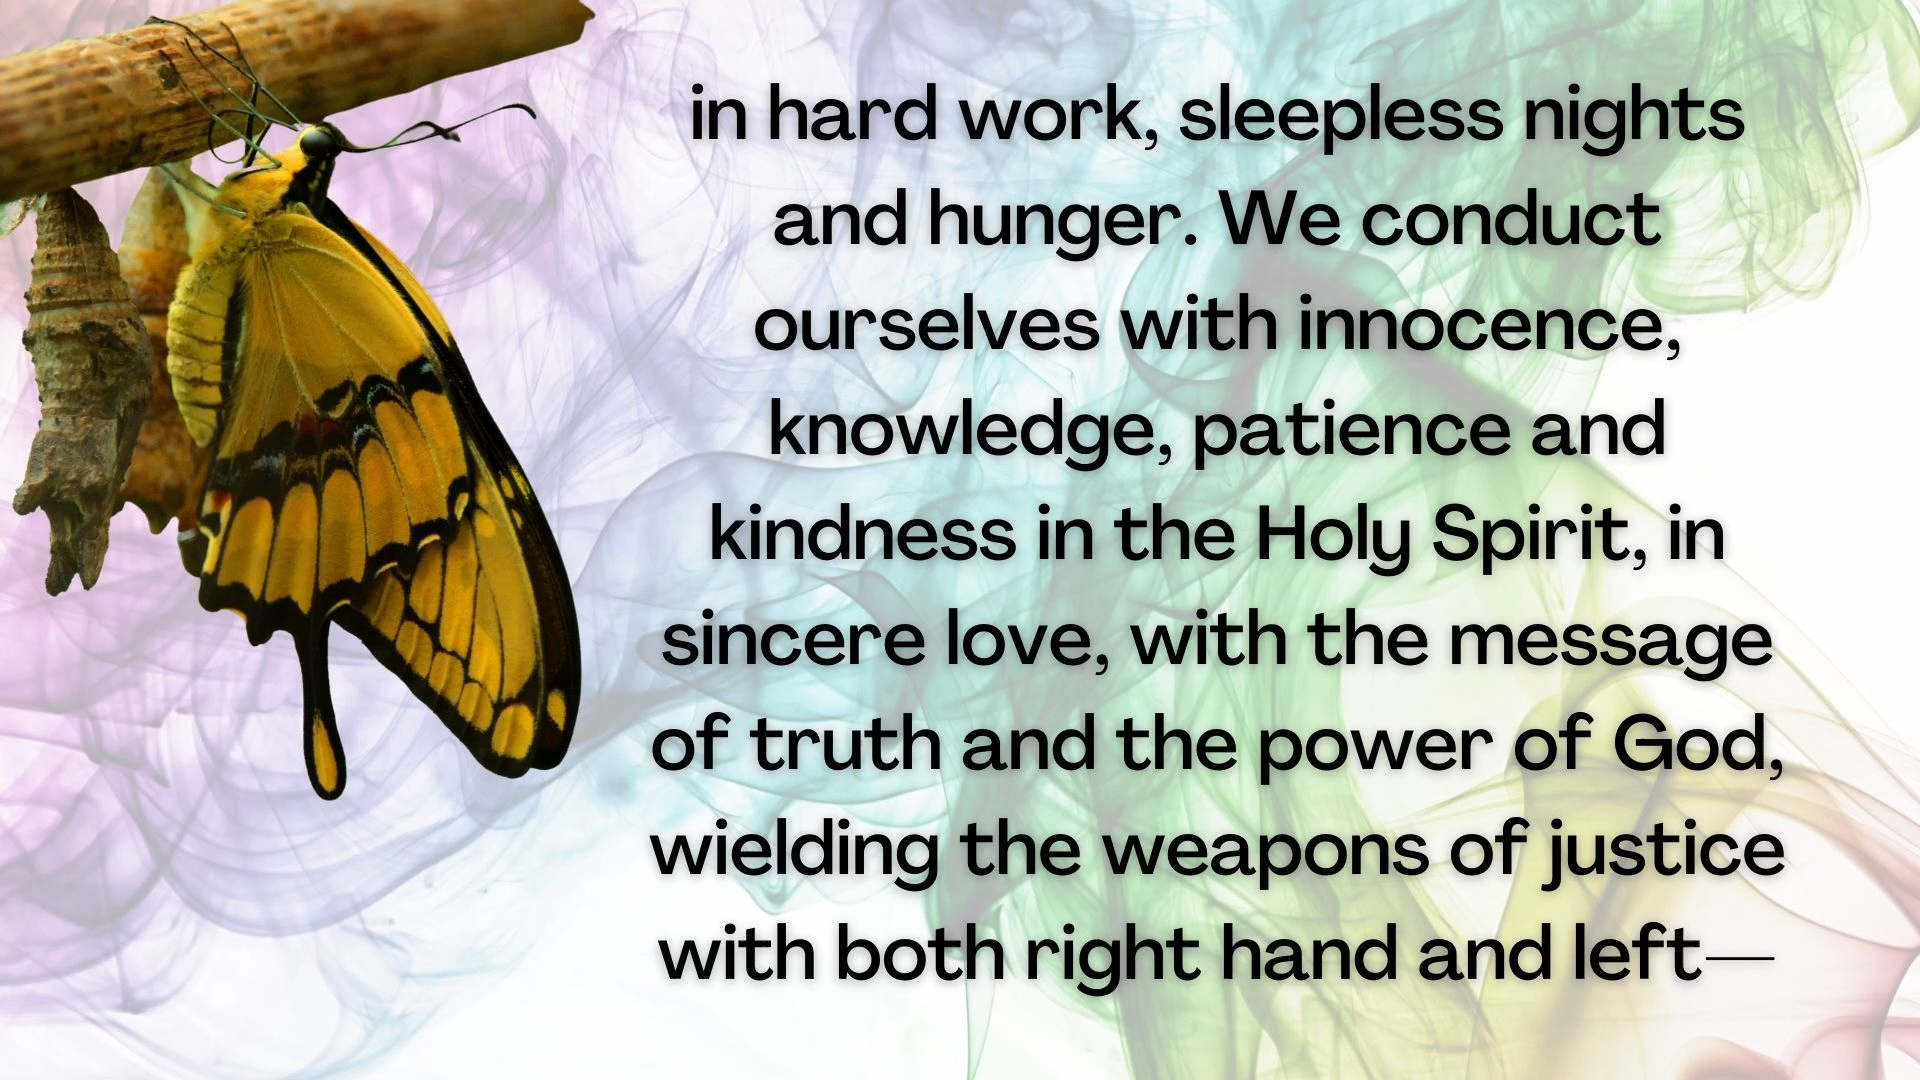 in hard work, sleepless nights
and hunger. We conduct
ourselves with innocence,
knowledge, patience and
kindness in the Holy Spirit, in
sincere love, with the message
of truth and the power of God,
wielding the weapons of justice
with both right hand and left—